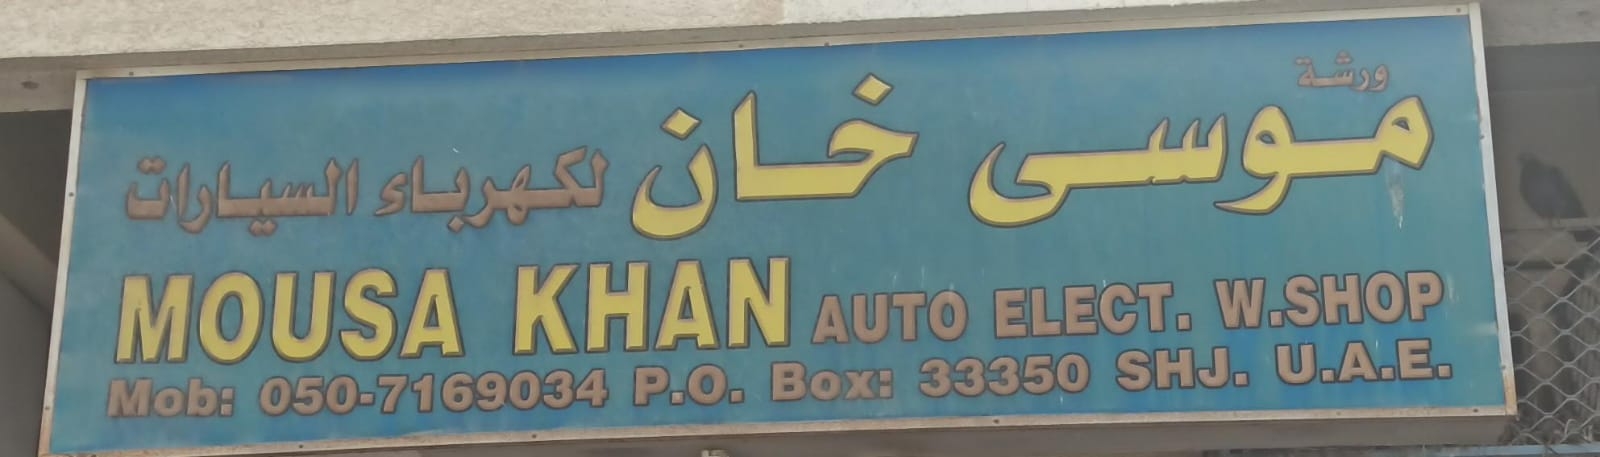 ورشة
موسى خان لكهرباء السيارات
MOUSA KHAN AUTO ELECT. W.SHOP
Mob: 050-7169034 P.O. Box: 33350 SHJ. U.A.E.